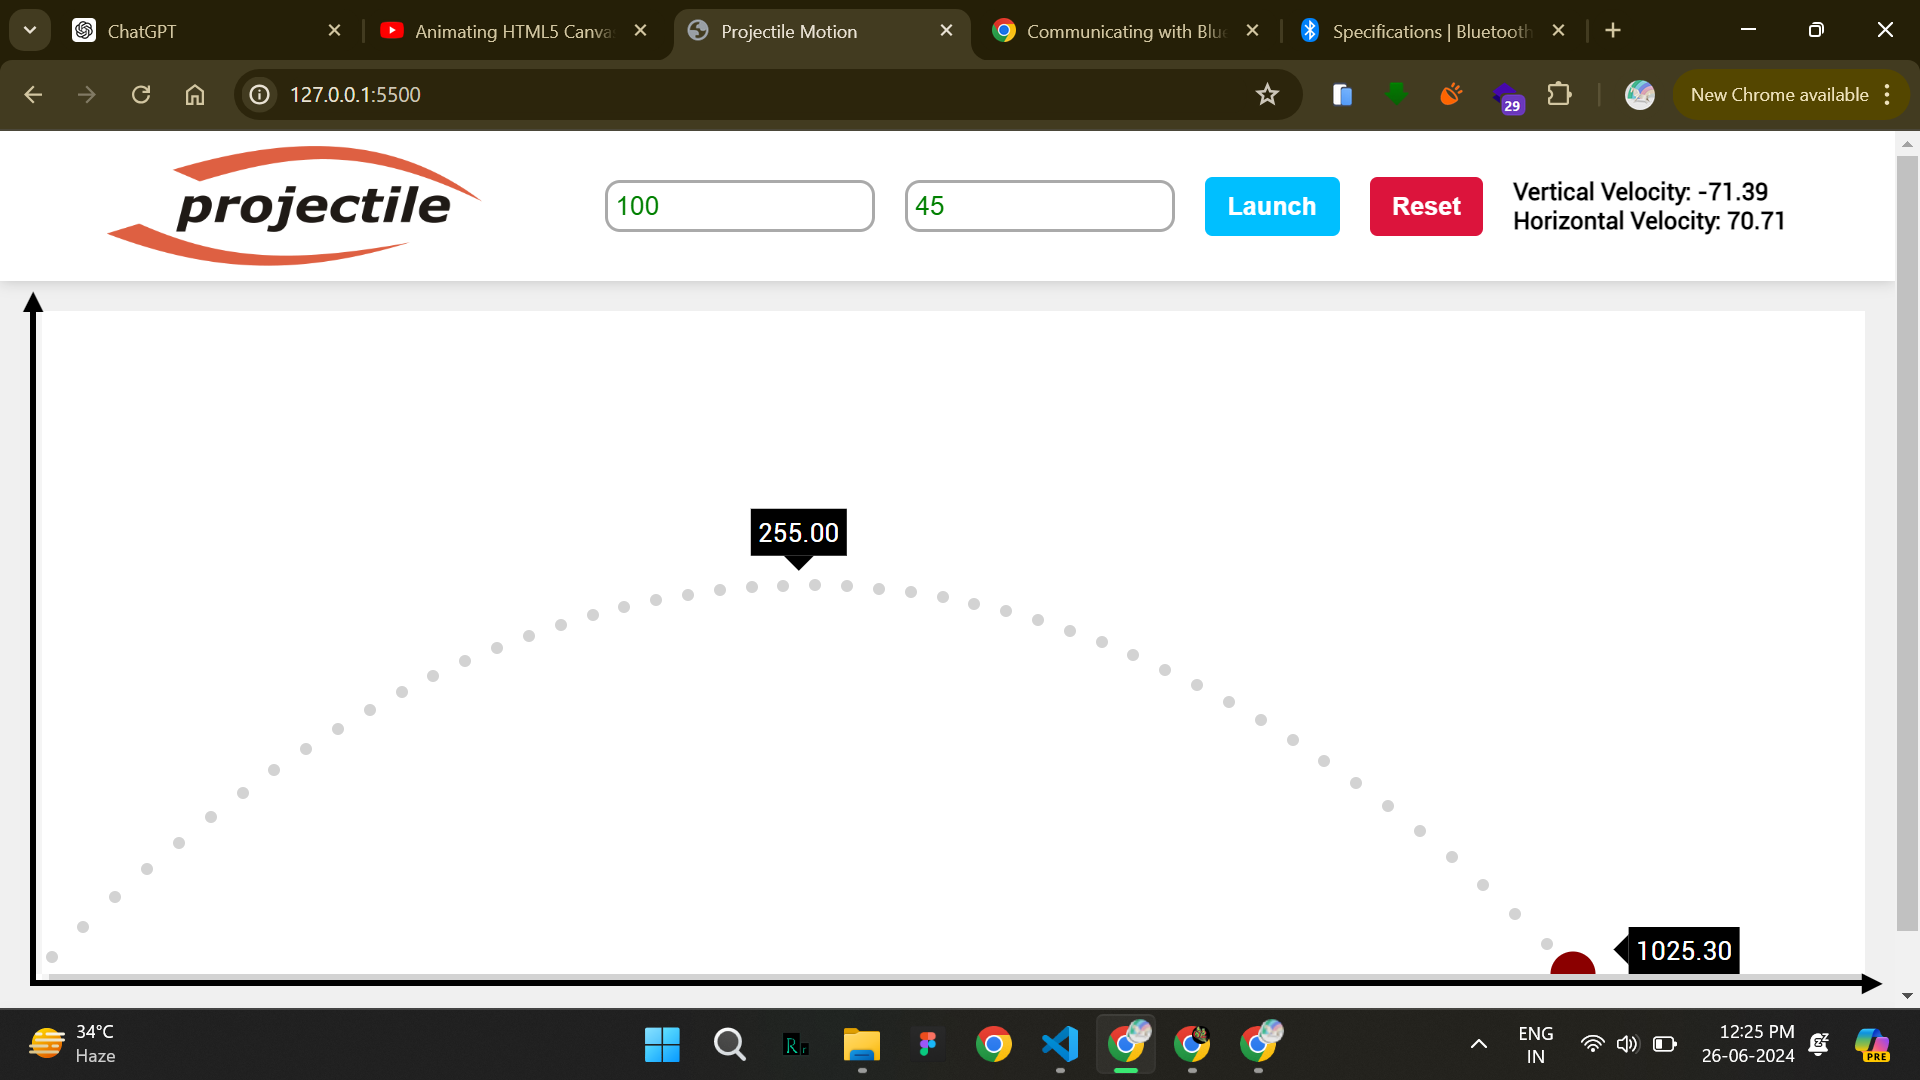 ChatGPT
Animating HTML5 Canva
Projectile Motion
Communicating with Blu
Specifications | Bluetooth
127.0.0.1:5500
29
New Chrome available
projectile
100
45
Launch
Reset
Vertical Velocity: -71.39
Horizontal Velocity: 70.71
255.00
1025.30
34°C
Haze
Rr
ENG
IN
12:25 PM
26-06-2024
PRE